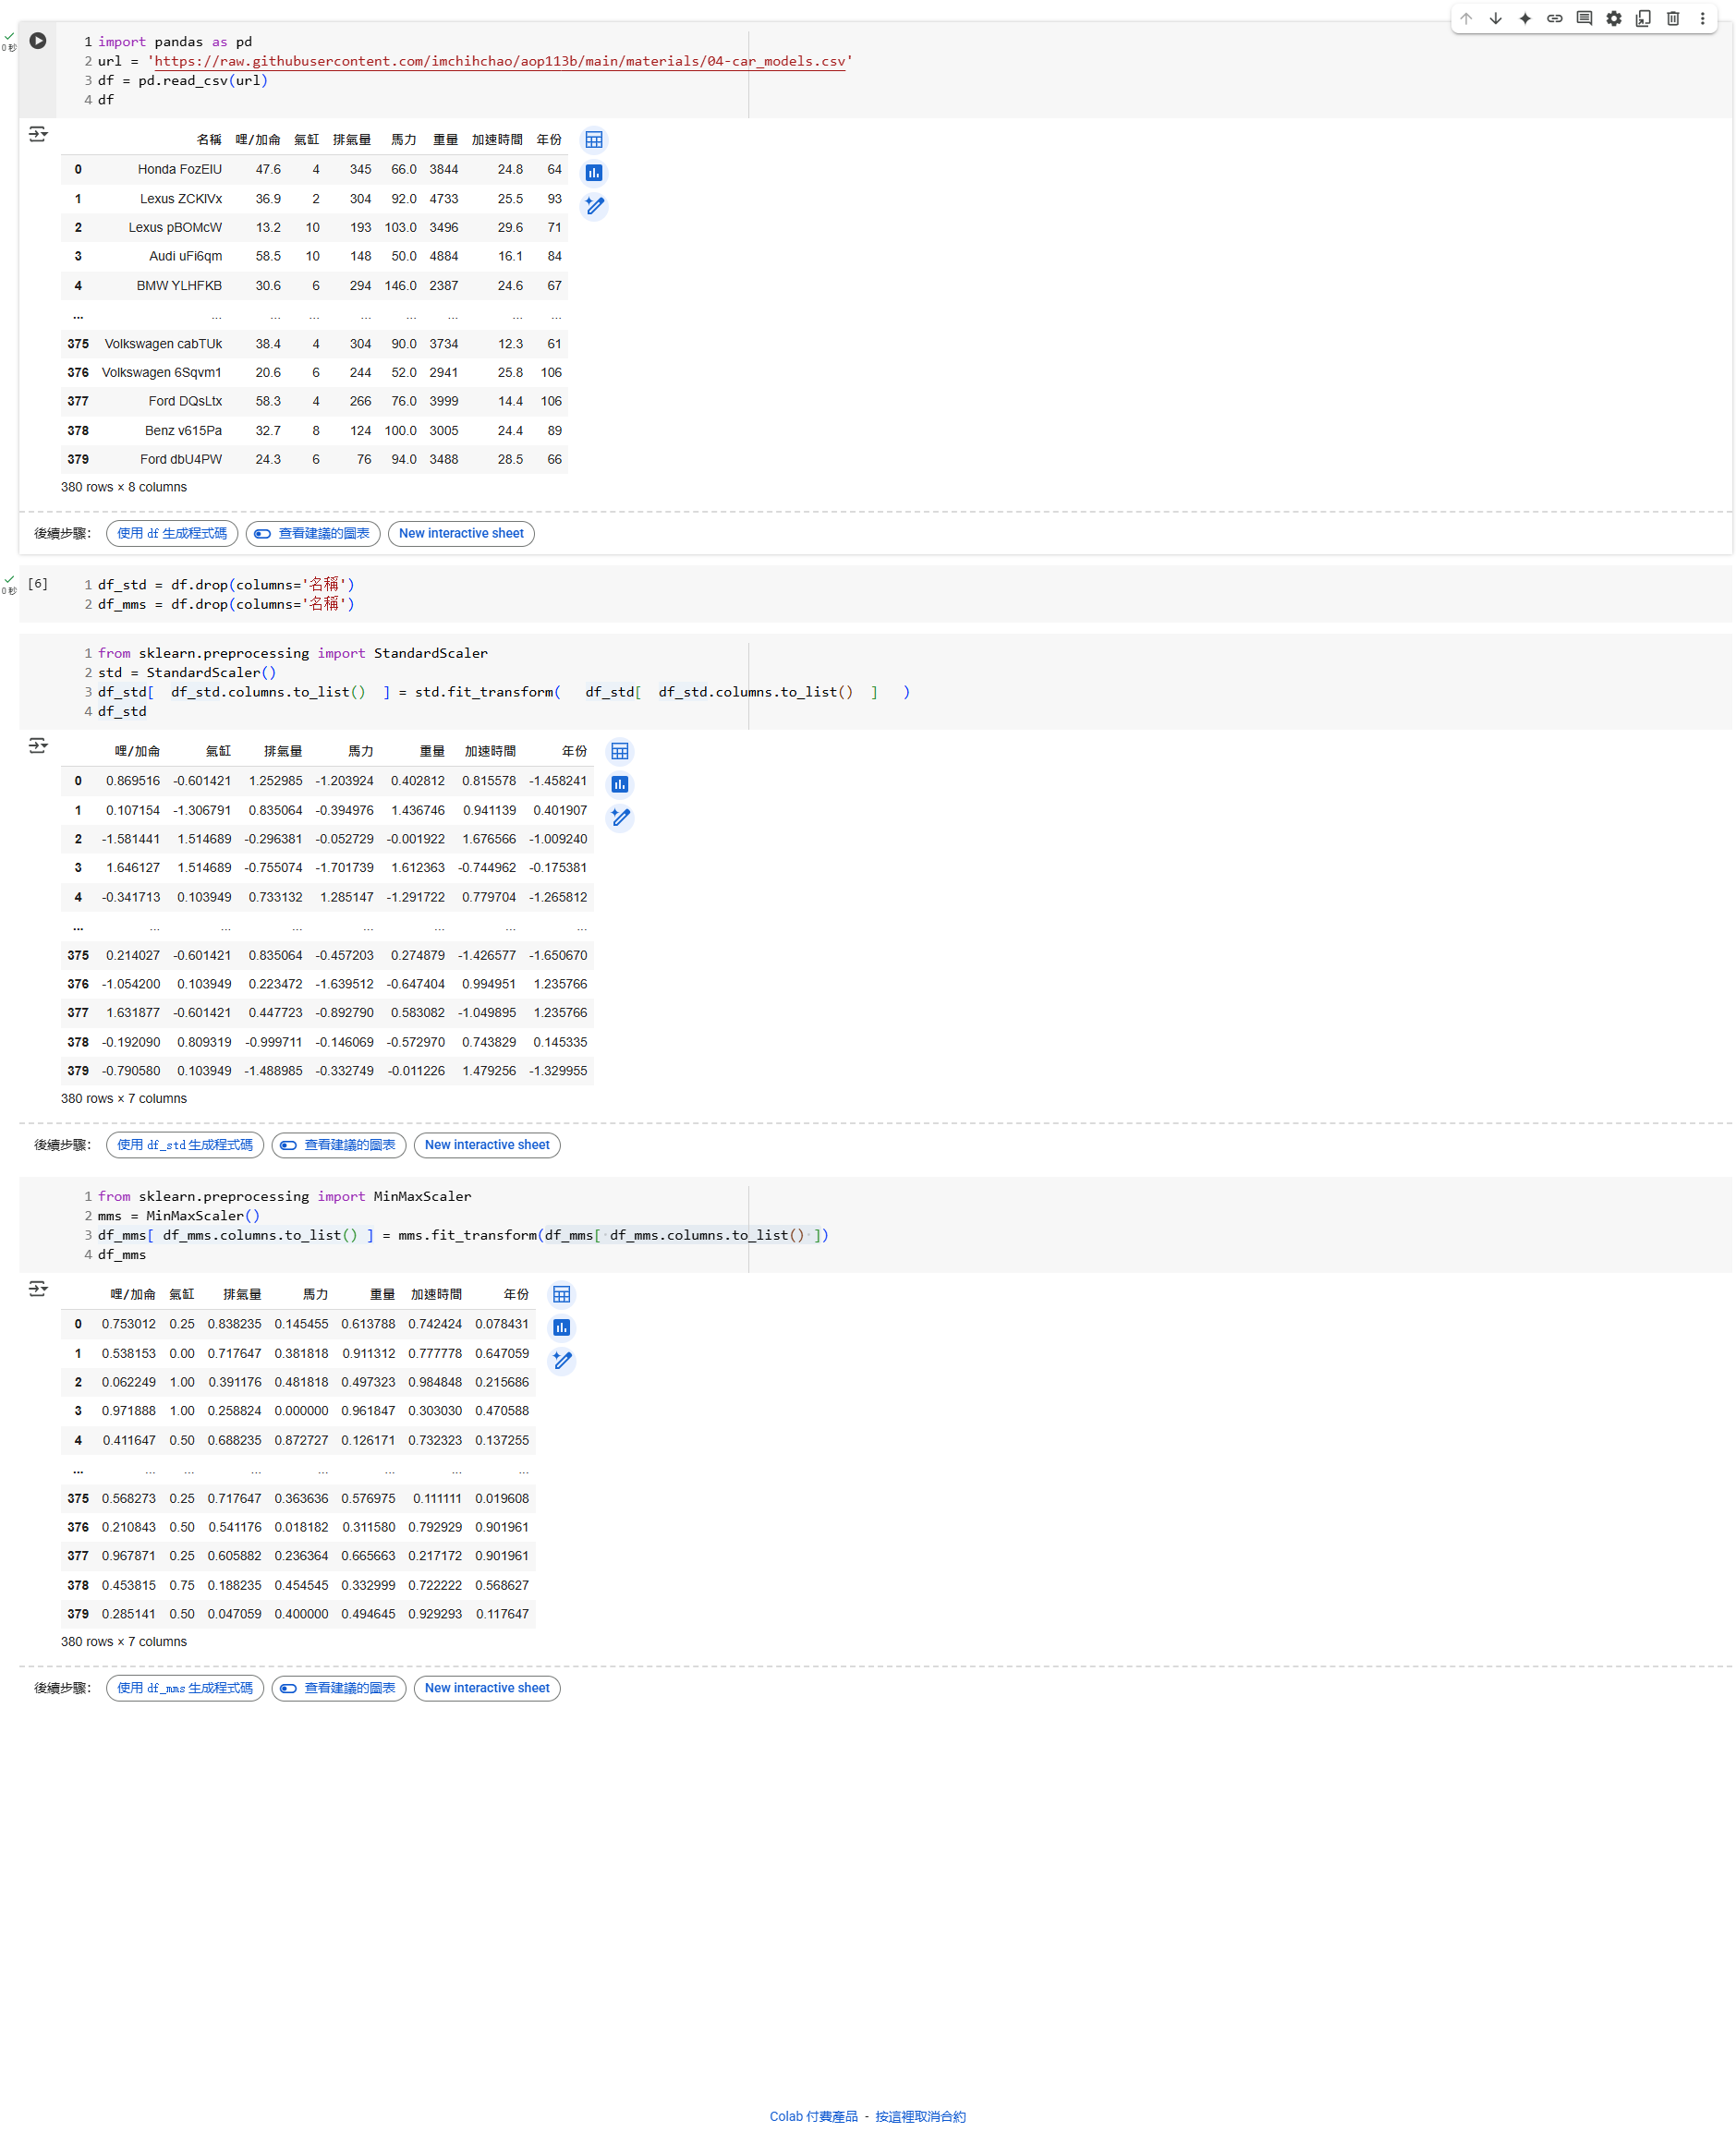 0 秒
1 import pandas as pd
2 url = 'https://raw.githubusercontent.com/imchihchao/aop113b/main/materials/04-car_models.csv'
3 df = pd.read_csv(url)
4 df
名稱 哩/加侖 氣缸 排氣量 馬力 重量 加速時間 年份
0 Honda FozEIU 47.6 4 345 66.0 3844 24.8 64
1 Lexus ZCKIVx 36.9 2 304 92.0 4733 25.5 93
2 Lexus pBOMcW 13.2 10 193 103.0 3496 29.6 71
3 Audi uFi6qm 58.5 10 148 50.0 4884 16.1 84
4 BMW YLHFKB 30.6 6 294 146.0 2387 24.6 67
... ... ... ... ... ... ... ... ...
375 Volkswagen cabTUk 38.4 4 304 90.0 3734 12.3 61
376 Volkswagen 6Sqvm1 20.6 6 244 52.0 2941 25.8 106
377 Ford DQsLtx 58.3 4 266 76.0 3999 14.4 106
378 Benz v615Pa 32.7 8 124 100.0 3005 24.4 89
379 Ford dbU4PW 24.3 6 76 94.0 3488 28.5 66
380 rows × 8 columns
後續步驟: 使用 df 生成程式碼 查看建議的圖表 New interactive sheet
0 秒
[6] 1 df_std = df.drop(columns='名稱')
2 df_mms = df.drop(columns='名稱')
1 from sklearn.preprocessing import StandardScaler
2 std = StandardScaler()
3 df_std[  df_std.columns.to_list()  ] = std.fit_transform(   df_std[  df_std.columns.to_list()  ]   )
4 df_std
哩/加侖 氣缸 排氣量 馬力 重量 加速時間 年份
0 0.869516 -0.601421 1.252985 -1.203924 0.402812 0.815578 -1.458241
1 0.107154 -1.306791 0.835064 -0.394976 1.436746 0.941139 0.401907
2 -1.581441 1.514689 -0.296381 -0.052729 -0.001922 1.676566 -1.009240
3 1.646127 1.514689 -0.755074 -1.701739 1.612363 -0.744962 -0.175381
4 -0.341713 0.103949 0.733132 1.285147 -1.291722 0.779704 -1.265812
... ... ... ... ... ... ... ...
375 0.214027 -0.601421 0.835064 -0.457203 0.274879 -1.426577 -1.650670
376 -1.054200 0.103949 0.223472 -1.639512 -0.647404 0.994951 1.235766
377 1.631877 -0.601421 0.447723 -0.892790 0.583082 -1.049895 1.235766
378 -0.192090 0.809319 -0.999711 -0.146069 -0.572970 0.743829 0.145335
379 -0.790580 0.103949 -1.488985 -0.332749 -0.011226 1.479256 -1.329955
380 rows × 7 columns
後續步驟: 使用 df_std 生成程式碼 查看建議的圖表 New interactive sheet
1 from sklearn.preprocessing import MinMaxScaler
2 mms = MinMaxScaler()
3 df_mms[ df_mms.columns.to_list() ] = mms.fit_transform(df_mms[ df_mms.columns.to_list() ])
4 df_mms
哩/加侖 氣缸 排氣量 馬力 重量 加速時間 年份
0 0.753012 0.25 0.838235 0.145455 0.613788 0.742424 0.078431
1 0.538153 0.00 0.717647 0.381818 0.911312 0.777778 0.647059
2 0.062249 1.00 0.391176 0.481818 0.497323 0.984848 0.215686
3 0.971888 1.00 0.258824 0.000000 0.961847 0.303030 0.470588
4 0.411647 0.50 0.688235 0.872727 0.126171 0.732323 0.137255
... ... ... ... ... ... ... ...
375 0.568273 0.25 0.717647 0.363636 0.576975 0.111111 0.019608
376 0.210843 0.50 0.541176 0.018182 0.311580 0.792929 0.901961
377 0.967871 0.25 0.605882 0.236364 0.665663 0.217172 0.901961
378 0.453815 0.75 0.188235 0.454545 0.332999 0.722222 0.568627
379 0.285141 0.50 0.047059 0.400000 0.494645 0.929293 0.117647
380 rows × 7 columns
後續步驟: 使用 df_mms 生成程式碼 查看建議的圖表 New interactive sheet
Colab 付費產品 - 按這裡取消合約